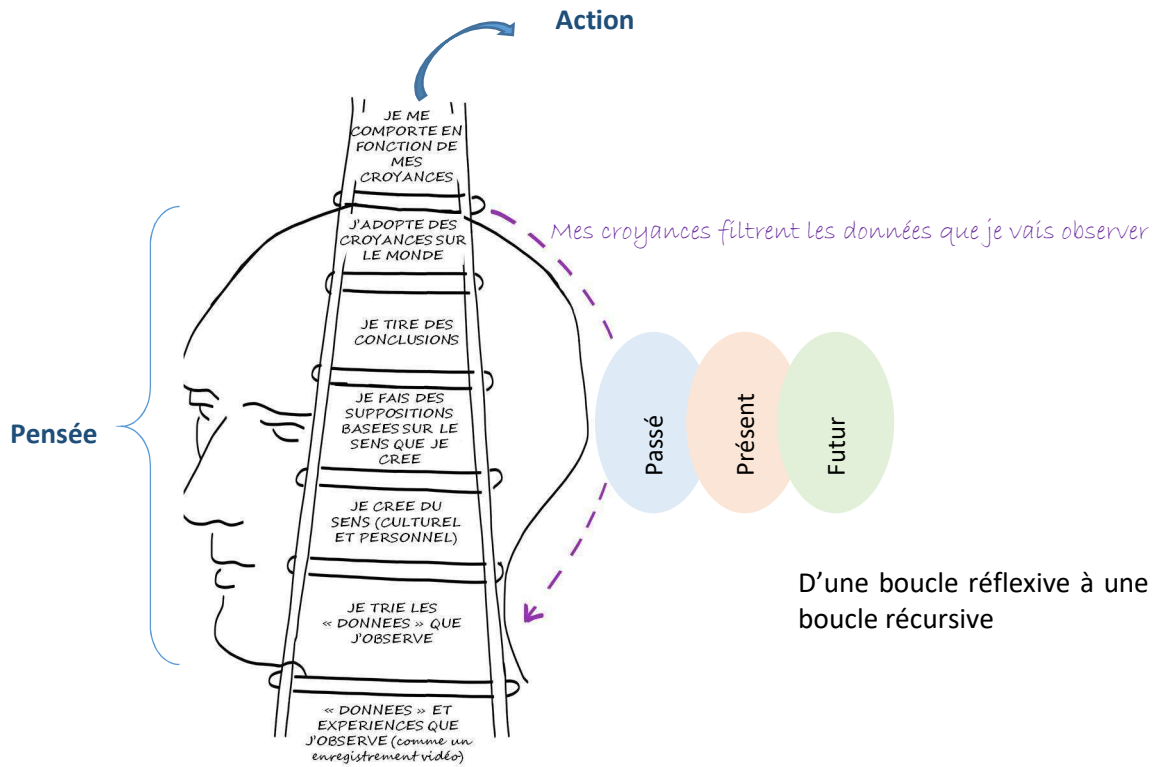 Action
JE ME
COMPORTE EN
FONCTION DE
MES
CROYANCES
J'ADOPTE DES
CROYANCES SUR
LE MONDE
Mes croyances filtrent les données que je vais observer
JE TIRE DES
CONCLUSIONS
JE FAIS DES
SUPPOSITIONS
BASEES SUR LE
SENS QUE JE
CREE
Pensée
Passé
Présent
Futur
JE CREE DU
SENS (CULTUREL
ET PERSONNEL)
D'une boucle réflexive à une
boucle récursive
JE TRIE LES
« DONNEES » QUE
J'OBSERVE
« DONNEES » ET
EXPERIENCES QUE
J'OBSERVE (comme un
enregistrement vidéo)